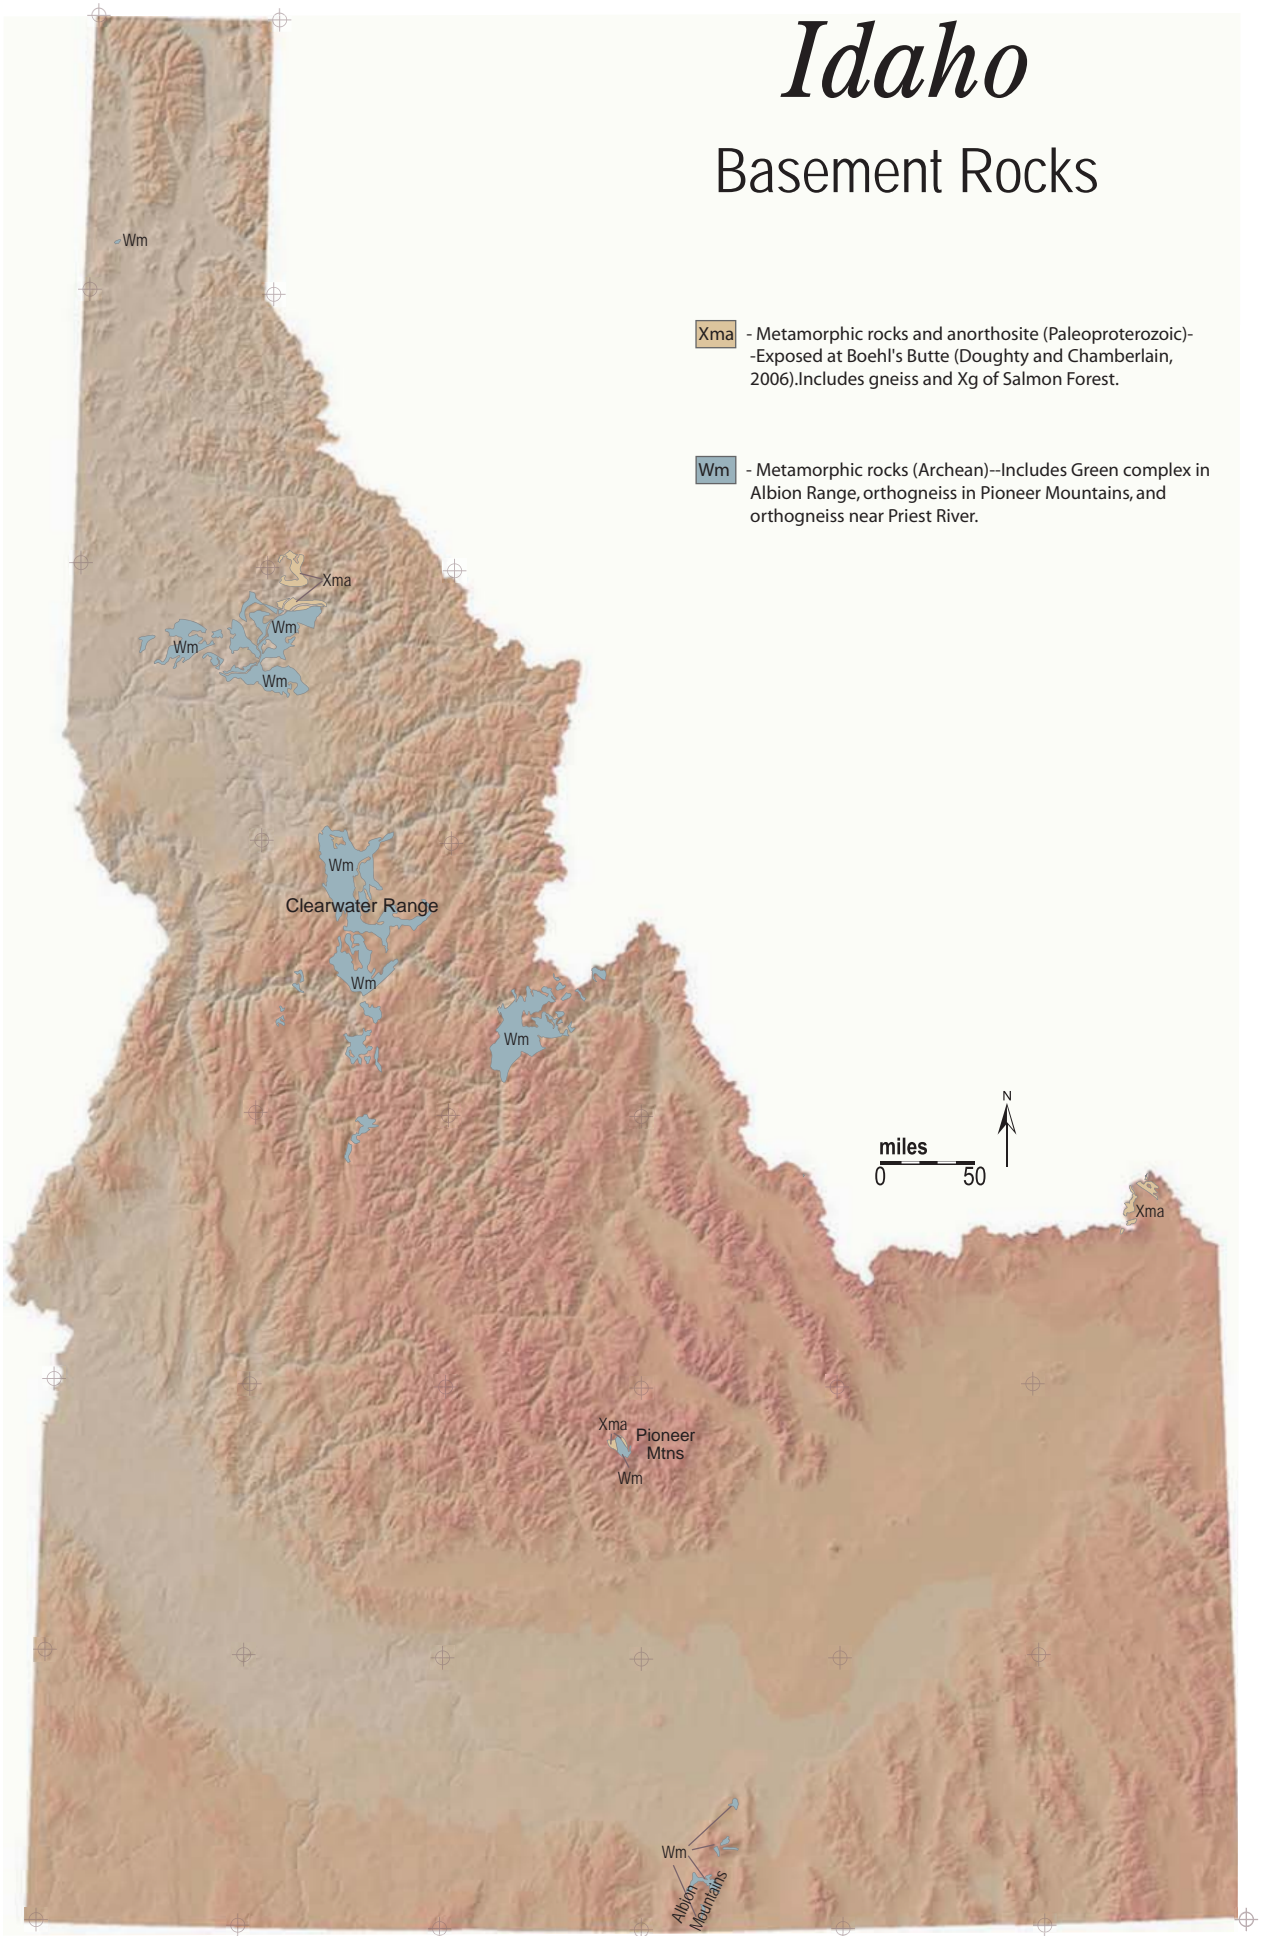 Idaho
Basement Rocks
Wm
Xma - Metamorphic rocks and anorthosite (Paleoproterozoic)-
-Exposed at Boehl's Butte (Doughty and Chamberlain,
2006).Includes gneiss and Xg of Salmon Forest.
Wm - Metamorphic rocks (Archean)--Includes Green complex in
Albion Range, orthogneiss in Pioneer Mountains, and
orthogneiss near Priest River.
Xma
Wm
Wm
Wm
Wm
Clearwater Range
Wm
Wm
N
miles
0 50
Xma
Xma
Pioneer
Mtns
Wm
Wm
Albion
Mountains